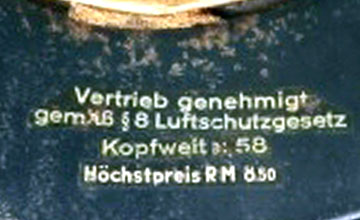 Vertrieb genehmigt
gemäß § 8 Luftschutzgesetz
Kopfweite: 58
Höchstpreis RM 8.50